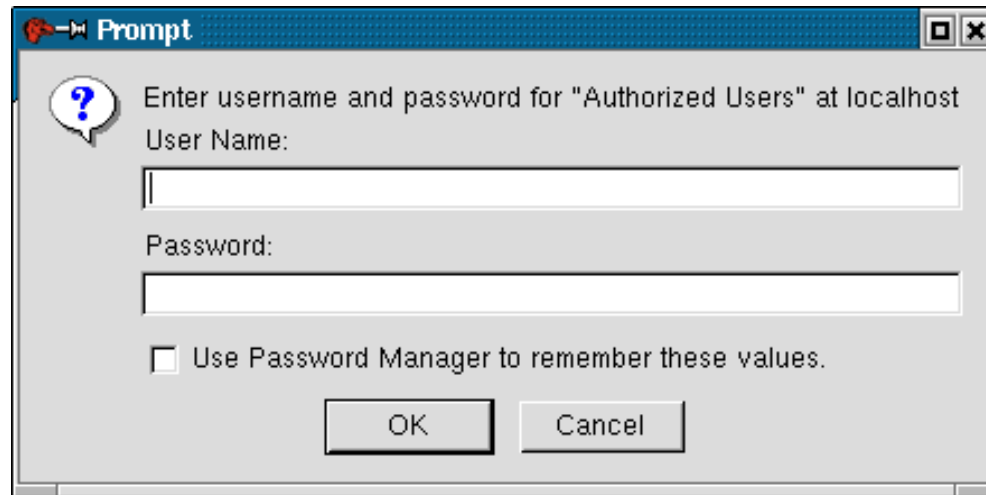 Prompt
Enter username and password for "Authorized Users" at localhost
User Name:
Password:
Use Password Manager to remember these values.
OK
Cancel